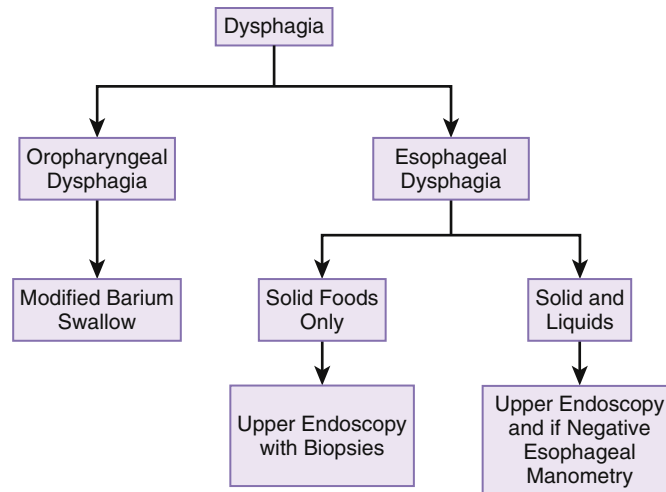 Dysphagia
Oropharyngeal
Dysphagia
Esophageal
Dysphagia
Modified Barium
Swallow
Solid Foods
Only
Solid and
Liquids
Upper Endoscopy
with Biopsies
Upper Endoscopy
and if Negative
Esophageal
Manometry